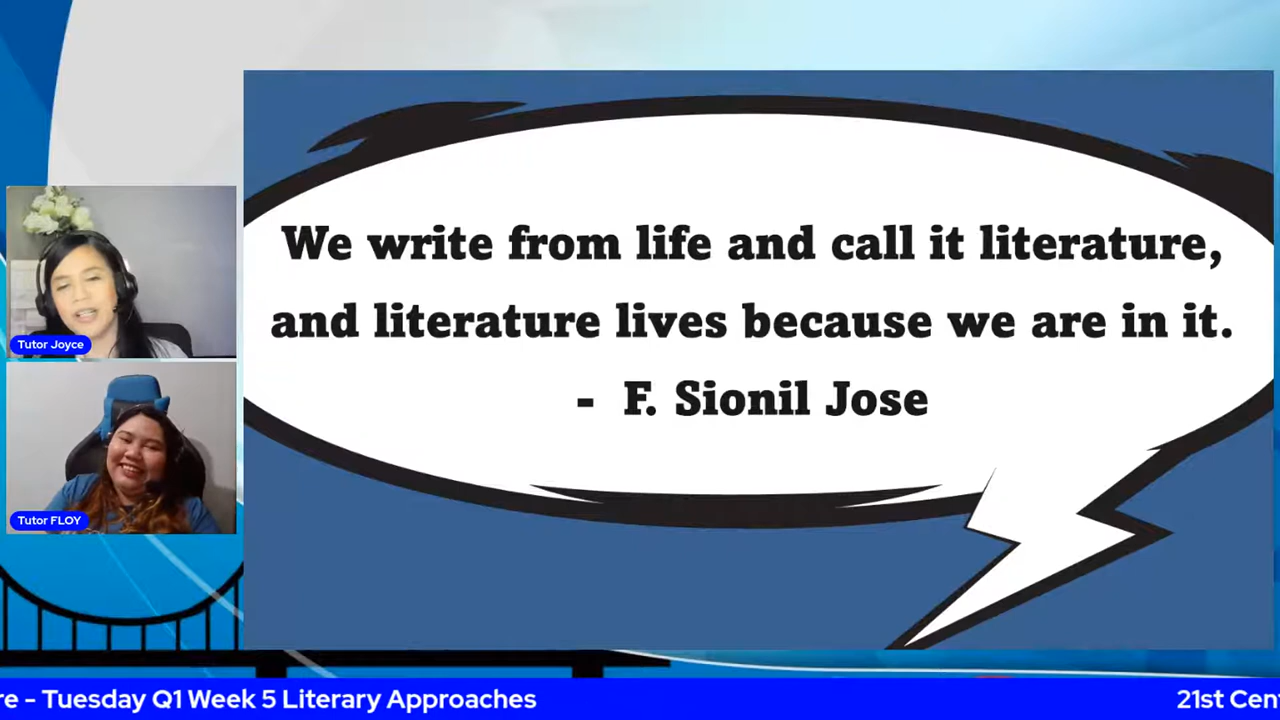 We write from life and call it literature,
and literature lives because we are in it.
- F. Sionil Jose
Tutor Joyce
Tutor FLOY
re - Tuesday Q1 Week 5 Literary Approaches
21st Cent